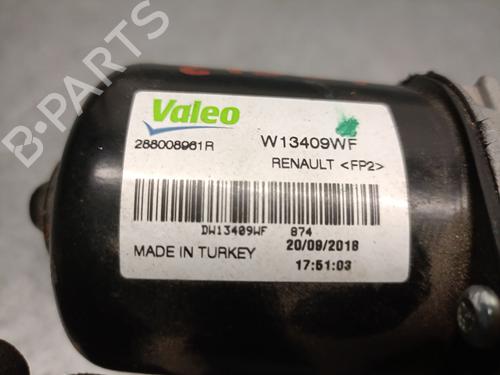 Valeo
288008961R W13409WF
RENAULT <FP2>
DW13409WF 874
MADE IN TURKEY 20/09/2018
17:51:03
B-PARTS